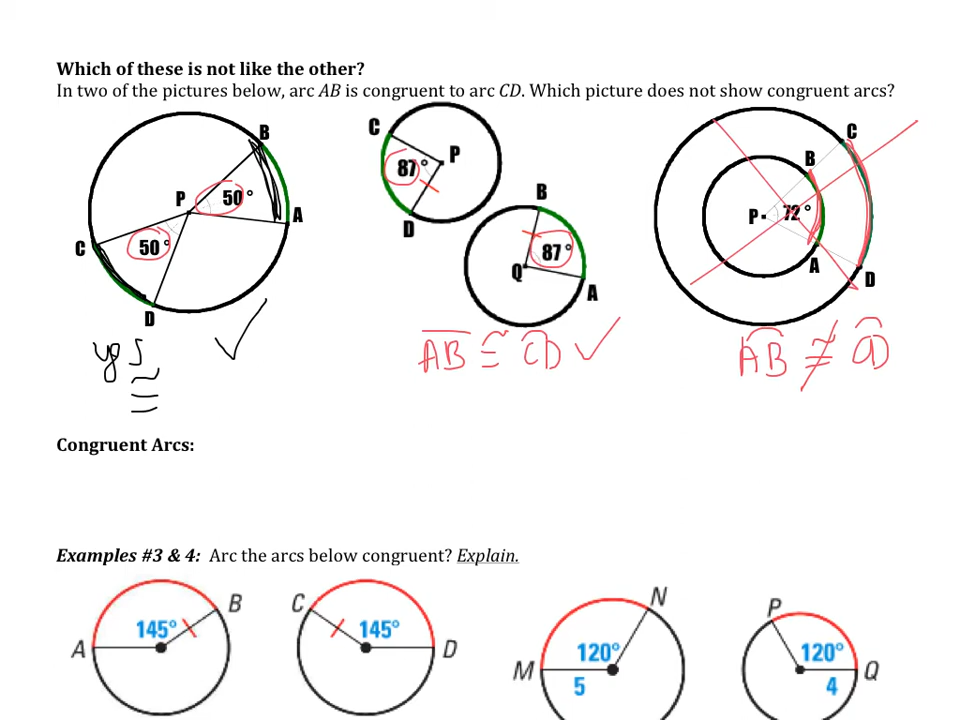 Which of these is not like the other?
In two of the pictures below, arc AB is congruent to arc CD. Which picture does not show congruent arcs?
B
P
50°
A
C
50°
D
yes
≅
C
P
87°
D
B
87°
Q
A
AB ≅ CD ✓
C
B
P
72°
A
D
AB ≇ CD
Congruent Arcs:
Examples #3 & 4: Arc the arcs below congruent? Explain.
A
145°
B
C
145°
D
M
120°
5
N
P
120°
4
Q